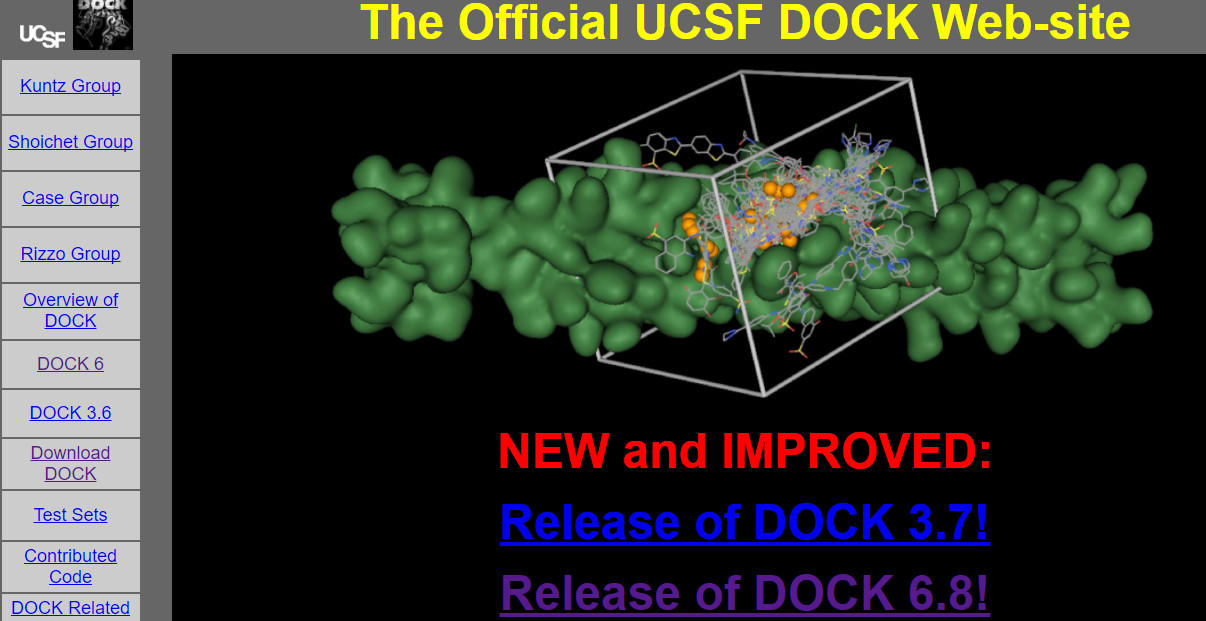 DOCK
UCSF
The Official UCSF DOCK Web-site
Kuntz Group
Shoichet Group
Case Group
Rizzo Group
Overview of
DOCK
DOCK 6
DOCK 3.6
Download
DOCK
Test Sets
Contributed
Code
DOCK Related
NEW and IMPROVED:
Release of DOCK 3.7!
Release of DOCK 6.8!